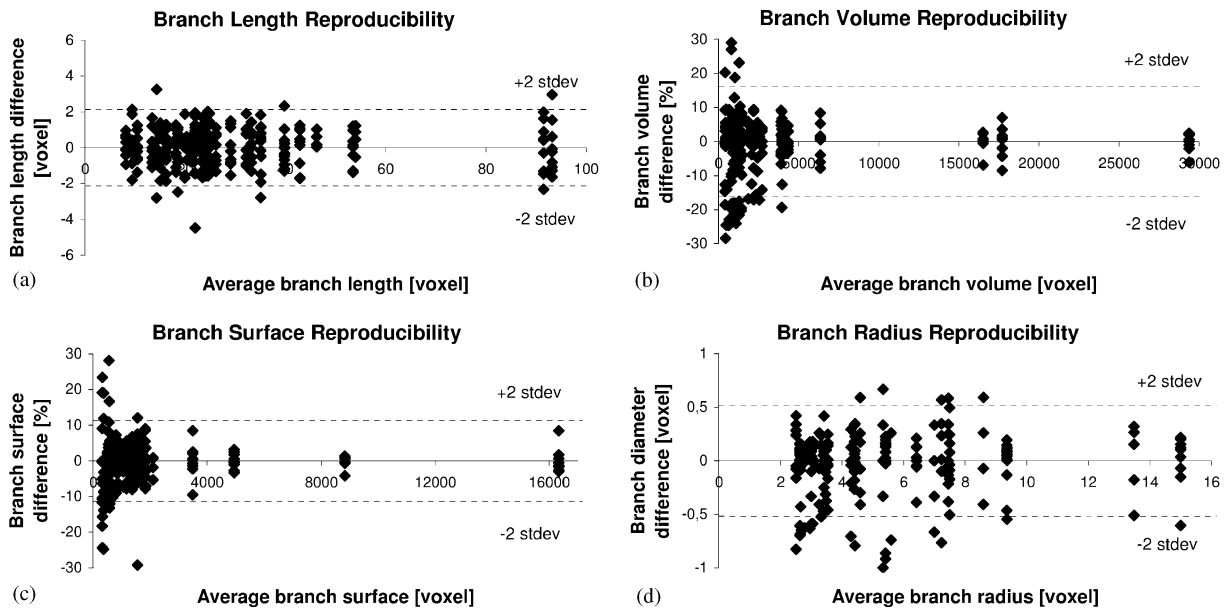 Branch Length Reproducibility
6
4
2
0
-2
-4
-6
Branch length difference
[voxel]
+2 stdev
-2 stdev
0
60
80
100
(a)
Average branch length [voxel]
Branch Volume Reproducibility
30
20
10
0
-10
-20
-30
Branch volume
difference [%]
+2 stdev
-2 stdev
0
10000
15000
20000
25000
30000
(b)
Average branch volume [voxel]
Branch Surface Reproducibility
30
20
10
0
-10
-20
-30
Branch surface
difference [%]
+2 stdev
-2 stdev
0
4000
8000
12000
16000
(c)
Average branch surface [voxel]
Branch Radius Reproducibility
1
0,5
0
-0,5
-1
Branch diameter
difference [voxel]
+2 stdev
-2 stdev
0
2
4
6
8
10
12
14
16
(d)
Average branch radius [voxel]